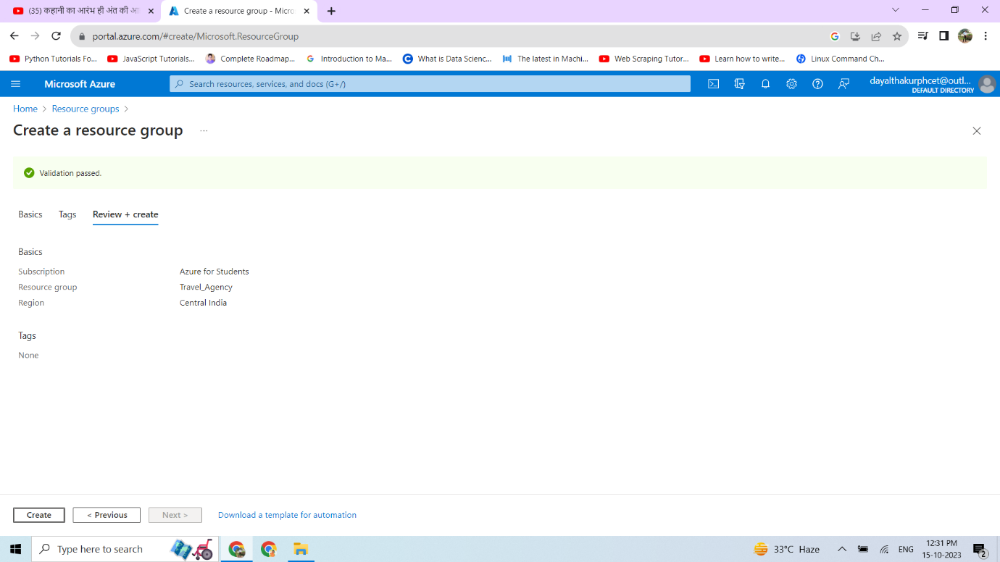 (35) कहानी का आरंभ ही अंत की
Create a resource group - Micro
portal.azure.com/#create/Microsoft.ResourceGroup
Python Tutorials Fo... JavaScript Tutorials... Complete Roadmap... Introduction to Ma... What is Data Scienc... The latest in Machi... Web Scraping Tutor... Learn how to write... Linux Command Ch...
Microsoft Azure
Search resources, services, and docs (G+/)
dayalthakurphcet@outl...
DEFAULT DIRECTORY
Home > Resource groups >
Create a resource group ...
Validation passed.
Basics Tags Review + create
Basics
Subscription Azure for Students
Resource group Travel_Agency
Region Central India
Tags
None
Create < Previous Next > Download a template for automation
Type here to search
33°C Haze
ENG
12:31 PM
15-10-2023
2